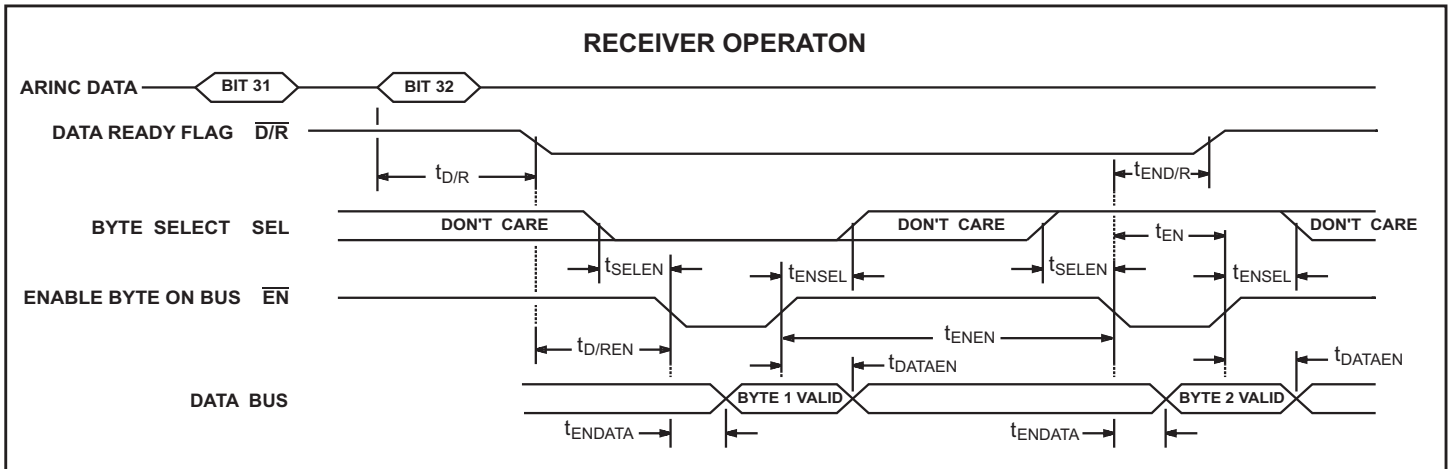 RECEIVER OPERATON
ARINC DATA BIT 31 BIT 32
DATA READY FLAG D/R
tD/R tEND/R
BYTE SELECT SEL DON'T CARE DON'T CARE DON'T CARE
tEN
tSELEN tENSEL tSELEN tENSEL
ENABLE BYTE ON BUS EN
tD/REN tENEN
tDATAEN tDATAEN
DATA BUS BYTE 1 VALID BYTE 2 VALID
tENDATA tENDATA